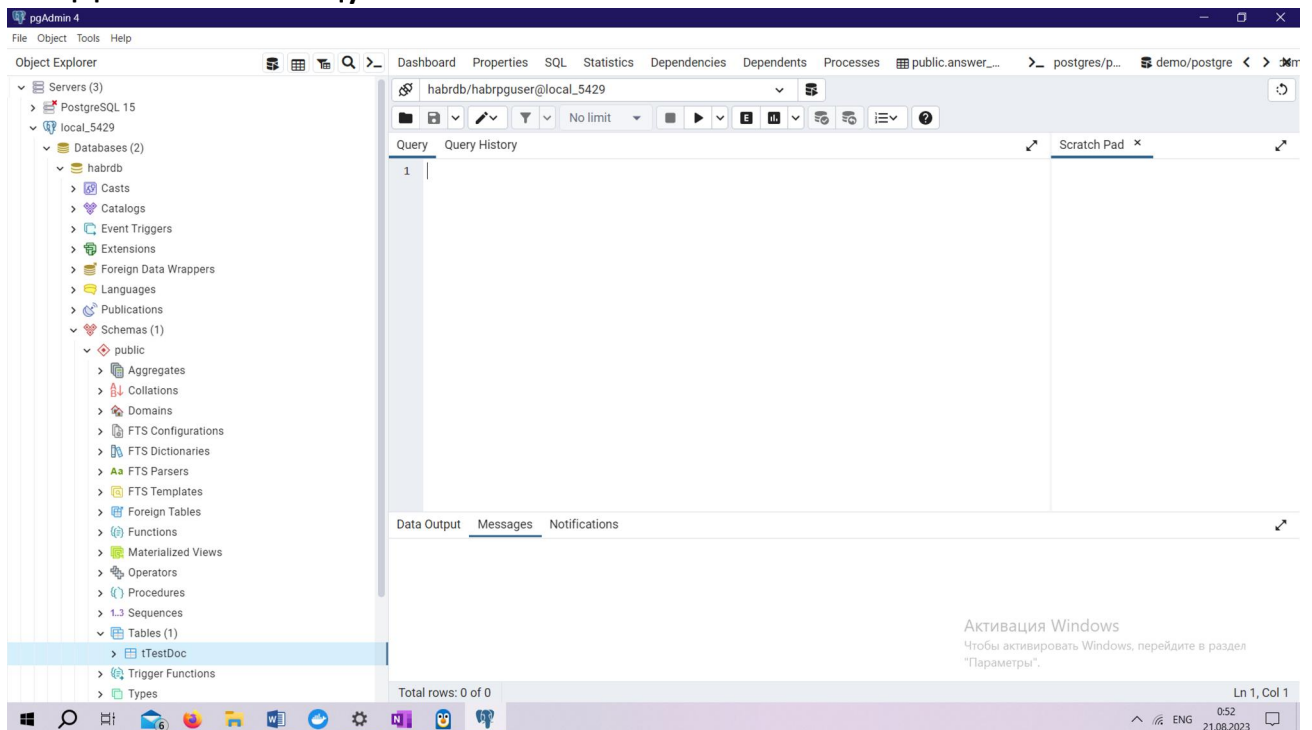 pgAdmin 4
File Object Tools Help
Object Explorer
Dashboard Properties SQL Statistics Dependencies Dependents Processes public.answer_... postgres/p... demo/postgre
Servers (3)
habrdb/habrpguser@local_5429
PostgreSQL 15
local_5429
No limit
Databases (2)
Query Query History Scratch Pad
habrdb
1
Casts
Catalogs
Event Triggers
Extensions
Foreign Data Wrappers
Languages
Publications
Schemas (1)
public
Aggregates
Collations
Domains
FTS Configurations
FTS Dictionaries
Aa FTS Parsers
FTS Templates
Foreign Tables
Data Output Messages Notifications
Functions
Materialized Views
Operators
Procedures
1..3 Sequences
Активация Windows
Tables (1)
Чтобы активировать Windows, перейдите в раздел
tTestDoc
"Параметры".
Trigger Functions
Types
Total rows: 0 of 0 Ln 1, Col 1
6
ENG 0:52
21.08.2023